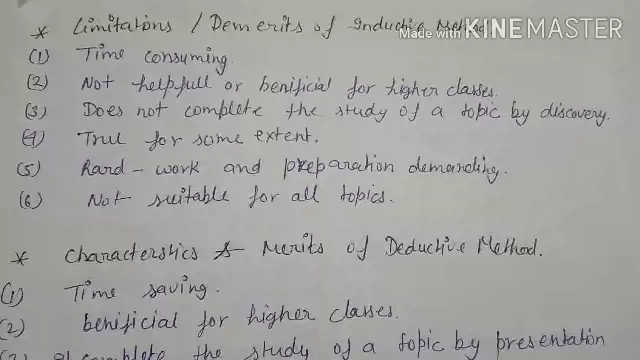 * Limitations / Demerits of Inductive Method
Made with KINEMASTER
(1) Time consuming.
(2) Not helpfull or benificial for higher classes.
(3) Does not complete the study of a topic by discovery.
(4) True for some extent.
(5) Rard - work and preparation demanding.
(6) Not suitable for all topics.
* Characterstics & Merits of Deductive Method.
(1) Time saving.
(2) benificial for higher classes.
complete the study of a topic by presentation